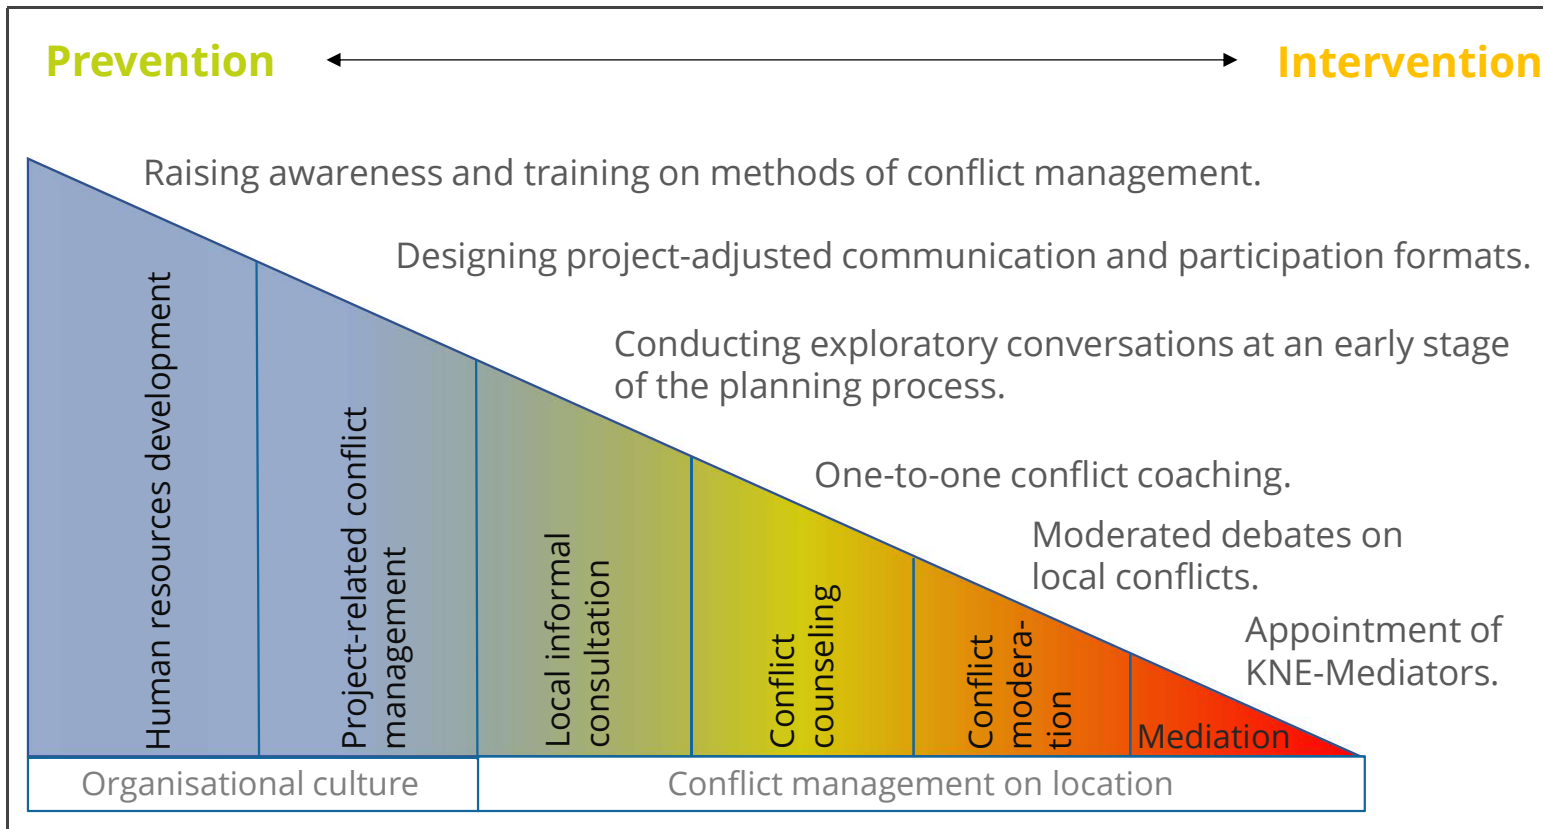 Prevention
Intervention
Raising awareness and training on methods of conflict management.
Designing project-adjusted communication and participation formats.
Conducting exploratory conversations at an early stage
of the planning process.
One-to-one conflict coaching.
Moderated debates on
local conflicts.
Appointment of
KNE-Mediators.
Human resources development
Project-related conflict
management
Local informal
consultation
Conflict
counseling
Conflict
modera-
tion
Mediation
Organisational culture
Conflict management on location